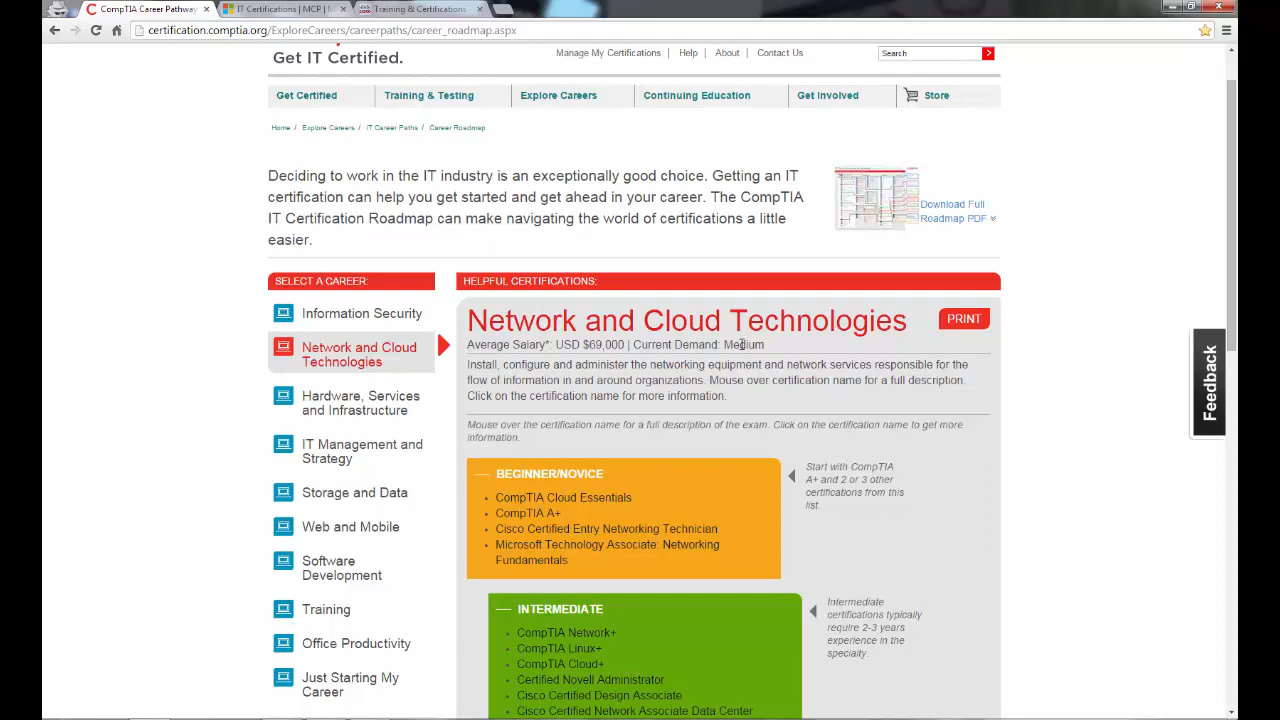 CompTIA Career Pathway
IT Certifications | MCP | M
Training & Certifications
certification.comptia.org/ExploreCareers/careerpaths/career_roadmap.aspx
Get IT Certified.
Manage My Certifications | Help | About | Contact Us
Search
Get Certified
Training & Testing
Explore Careers
Continuing Education
Get Involved
Store
Home / Explore Careers / IT Career Paths / Career Roadmap
Deciding to work in the IT industry is an exceptionally good choice. Getting an IT
certification can help you get started and get ahead in your career. The CompTIA
IT Certification Roadmap can make navigating the world of certifications a little
easier.
Download Full
Roadmap PDF
SELECT A CAREER:
Information Security
Network and Cloud
Technologies
Hardware, Services
and Infrastructure
IT Management and
Strategy
Storage and Data
Web and Mobile
Software
Development
Training
Office Productivity
Just Starting My
Career
HELPFUL CERTIFICATIONS:
Network and Cloud Technologies
PRINT
Average Salary*: USD $69,000 | Current Demand: Medium
Install, configure and administer the networking equipment and network services responsible for the
flow of information in and around organizations. Mouse over certification name for a full description.
Click on the certification name for more information.
Mouse over the certification name for a full description of the exam. Click on the certification name to get more
information.
BEGINNER/NOVICE
CompTIA Cloud Essentials
CompTIA A+
Cisco Certified Entry Networking Technician
Microsoft Technology Associate: Networking
Fundamentals
Start with CompTIA
A+ and 2 or 3 other
certifications from this
list.
INTERMEDIATE
CompTIA Network+
CompTIA Linux+
CompTIA Cloud+
Certified Novell Administrator
Cisco Certified Design Associate
Cisco Certified Network Associate Data Center
Intermediate
certifications typically
require 2-3 years
experience in the
specialty.
Feedback